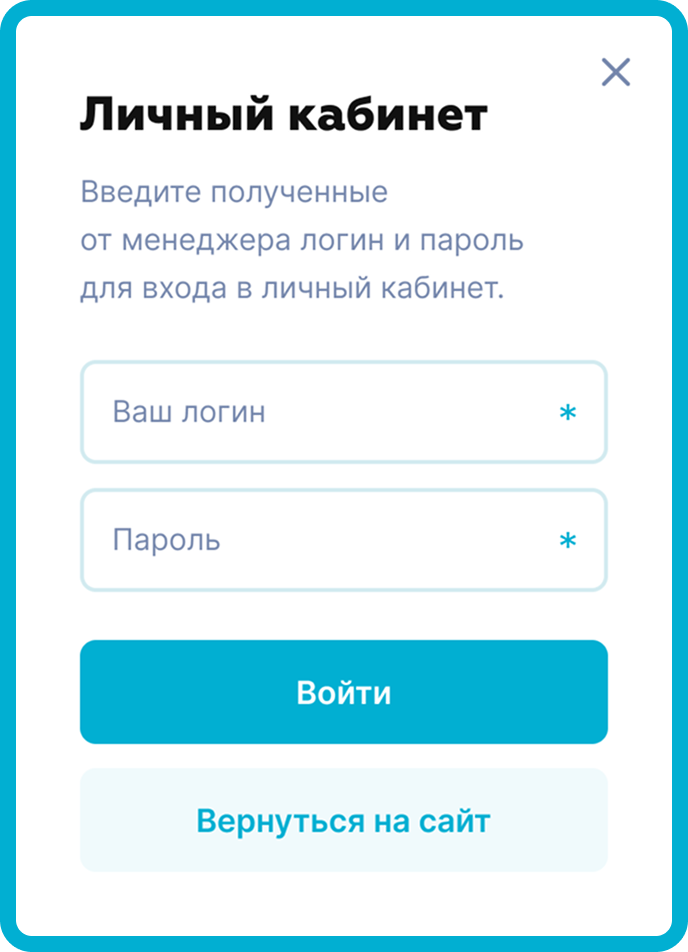 Личный кабинет
Введите полученные
от менеджера логин и пароль
для входа в личный кабинет.
Ваш логин *
Пароль *
Войти
Вернуться на сайт